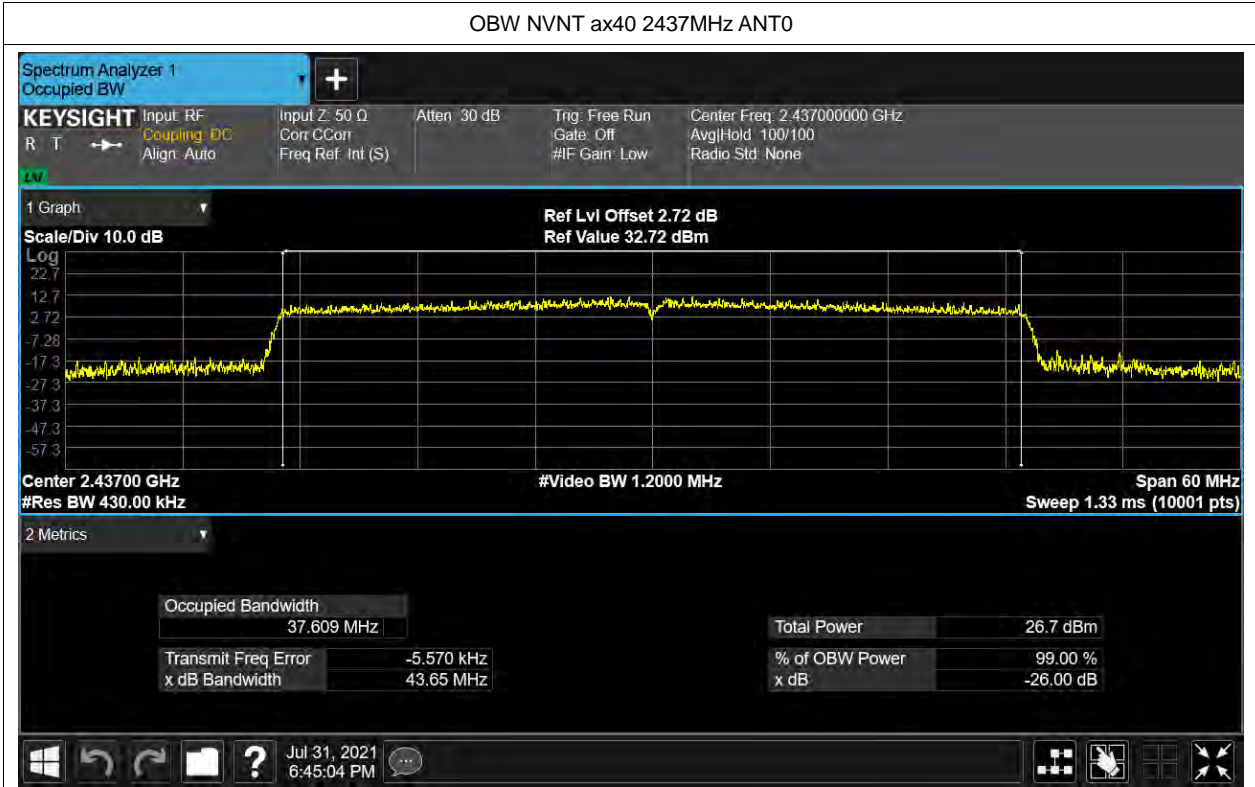 OBW NVNT ax40 2437MHz ANT0
Spectrum Analyzer 1
Occupied BW
+
KEYSIGHT
R T
Input: RF
Coupling: DC
Align: Auto
Input Z: 50 Ω
Corr CCorr
Freq Ref: Int (S)
Atten: 30 dB
Trig: Free Run
Gate: Off
#IF Gain: Low
Center Freq: 2.437000000 GHz
Avg|Hold: 100/100
Radio Std: None
1 Graph
Scale/Div 10.0 dB
Ref Lvl Offset 2.72 dB
Ref Value 32.72 dBm
Log
22.7
12.7
2.72
-7.28
-17.3
-27.3
-37.3
-47.3
-57.3
Center 2.43700 GHz
#Video BW 1.2000 MHz
Span 60 MHz
#Res BW 430.00 kHz
Sweep 1.33 ms (10001 pts)
2 Metrics
Occupied Bandwidth
37.609 MHz
Total Power 26.7 dBm
Transmit Freq Error -5.570 kHz
% of OBW Power 99.00 %
x dB Bandwidth 43.65 MHz
x dB -26.00 dB
?
Jul 31, 2021
6:45:04 PM